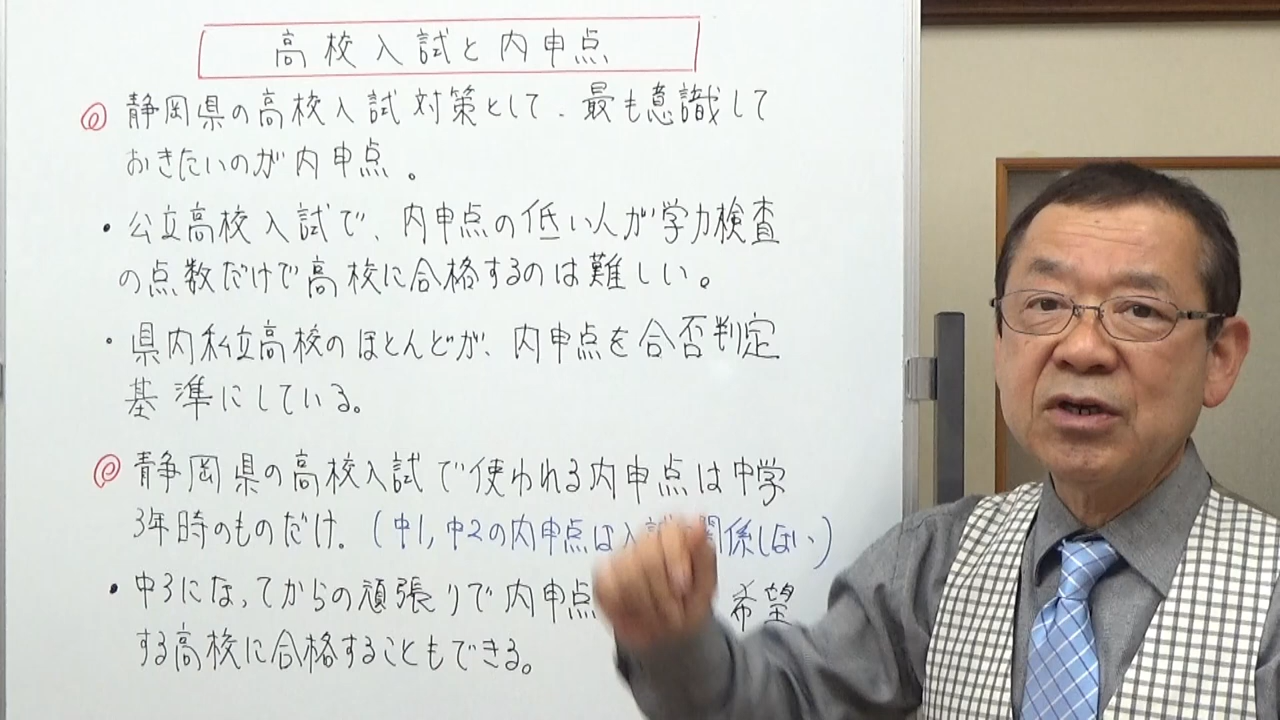 高校入試と内申点
◎ 静岡県の高校入試対策として、最も意識して
おきたいのが内申点。
・公立高校入試で、内申点の低い人が学力検査
の点数だけで高校に合格するのは難しい。
・県内私立高校のほとんどが、内申点を合否判定
基準にしている。
◎ 静岡県の高校入試で使われる内申点は中学
3年時のものだけ。(中1,中2の内申点は入試 関係しない)
・中3になってからの頑張りで内申点 希望
する高校に合格することもできる。